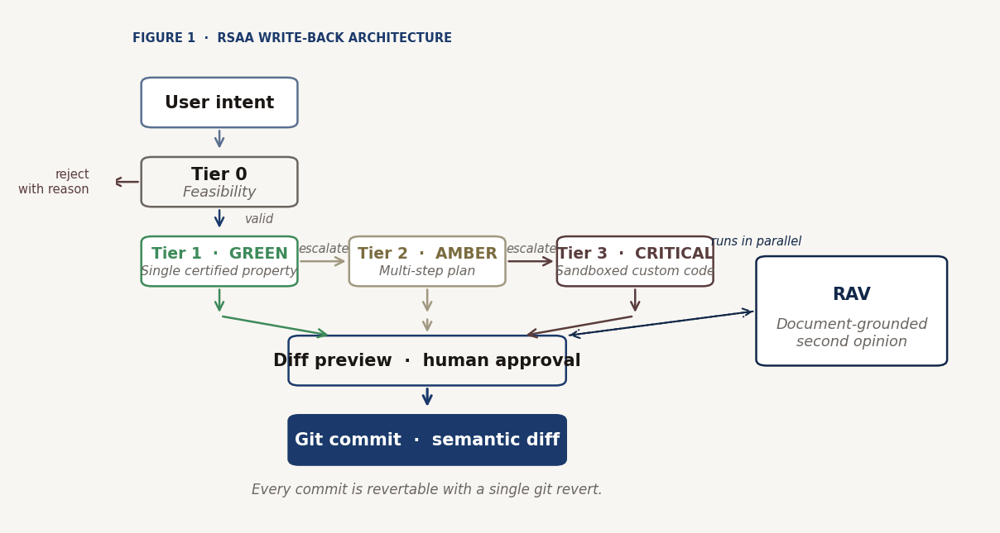 FIGURE 1 · RSAA WRITE-BACK ARCHITECTURE
User intent
Tier 0
Feasibility
reject
with reason
valid
Tier 1 · GREEN
Single certified property
escalate
Tier 2 · AMBER
Multi-step plan
escalate
Tier 3 · CRITICAL
Sandboxed custom code
runs in parallel
RAV
Document-grounded
second opinion
Diff preview · human approval
Git commit · semantic diff
Every commit is revertable with a single git revert.